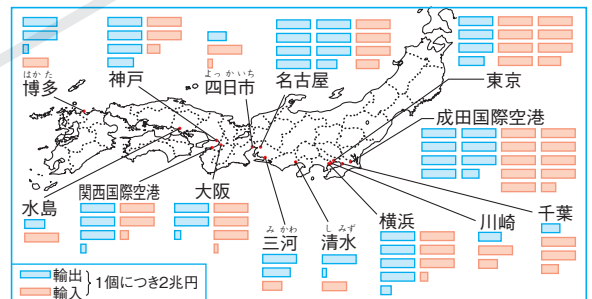 はかた
博多
神戸
よっかいち
四日市
名古屋
東京
成田国際空港
水島
関西国際空港
大阪
みかわ
三河
しみず
清水
横浜
川崎
千葉
輸出
輸入
1個につき2兆円